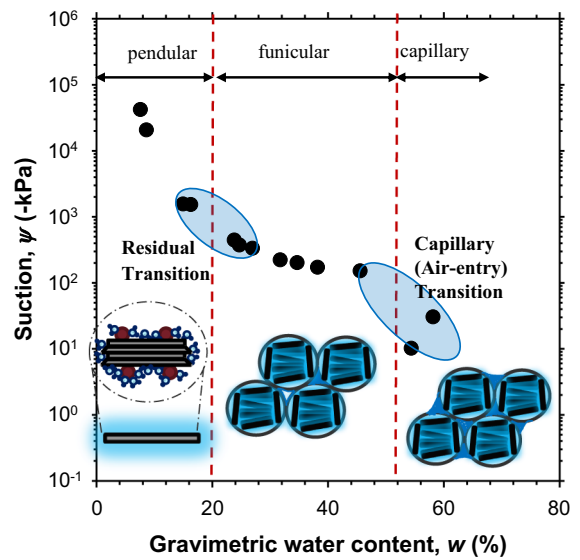 pendular funicular capillary
10^6
10^5
10^4
10^3
10^2
10^1
10^0
10^-1
Suction, ψ (-kPa)
Residual
Transition
Capillary
(Air-entry)
Transition
0 20 40 60 80
Gravimetric water content, w (%)